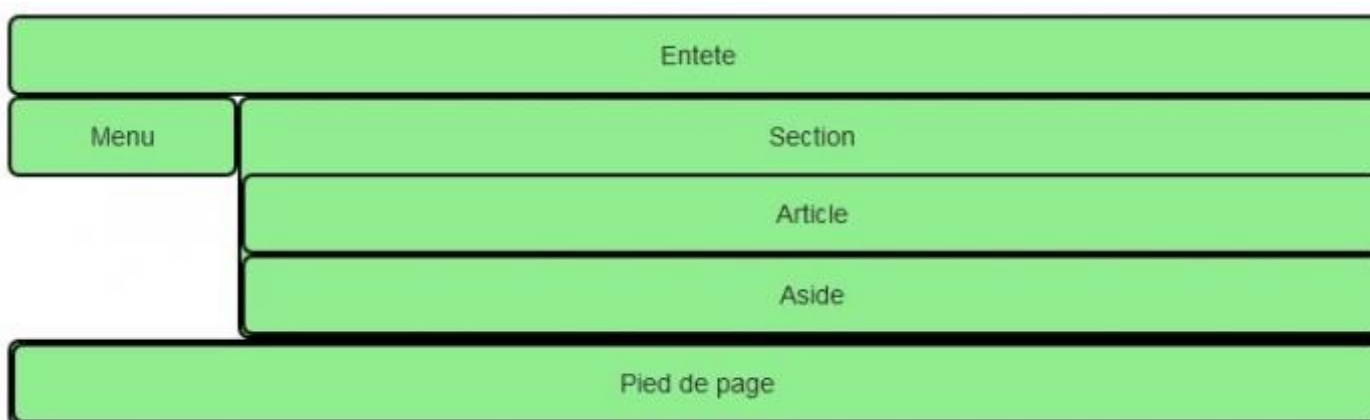 Entete
Menu
Section
Article
Aside
Pied de page